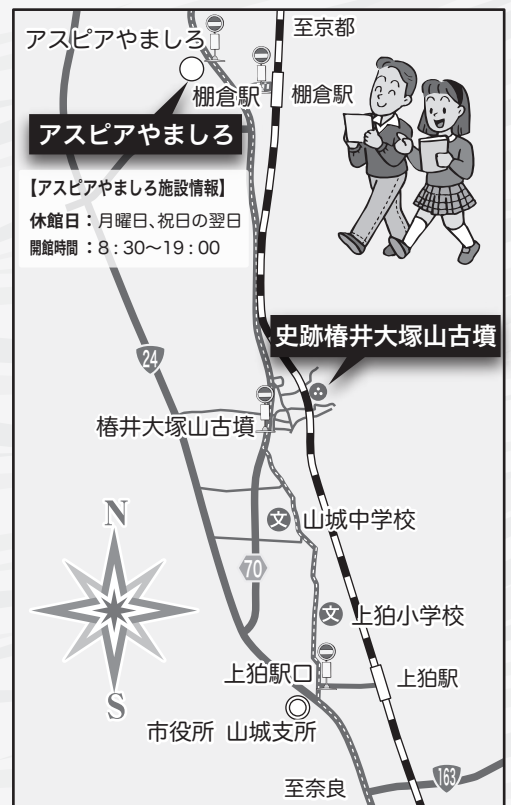 至京都
アスピアやましろ
棚倉駅
棚倉駅
アスピアやましろ
【アスピアやましろ施設情報】
休館日：月曜日、祝日の翌日
開館時間：8：30～19：00
史跡椿井大塚山古墳
24
椿井大塚山古墳
文 山城中学校
70
N
文 上狛小学校
上狛駅口
上狛駅
S
市役所 山城支所
163
至奈良